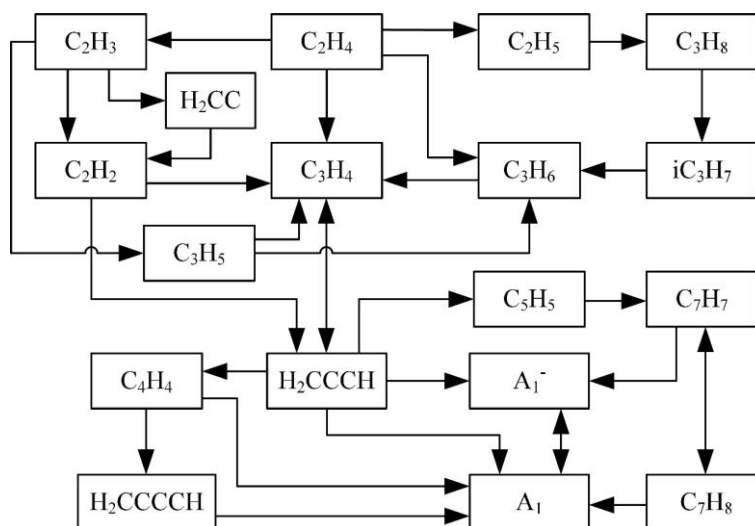 C₂H₃ C₂H₄ C₂H₅ C₃H₈
H₂CC
C₂H₂ C₃H₄ C₃H₆ iC₃H₇
C₃H₅
C₅H₅ C₇H₇
C₄H₄ H₂CCCH A₁⁻
H₂CCCCH A₁ C₇H₈